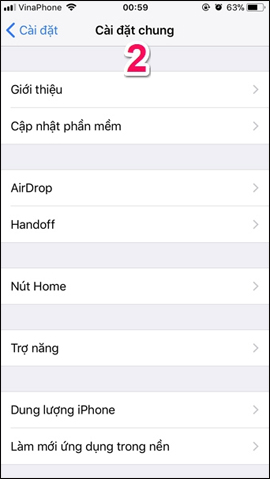 VinaPhone 00:59 63%
Cài đặt Cài đặt chung
2
Giới thiệu
Cập nhật phần mềm
AirDrop
Handoff
Nút Home
Trợ năng
Dung lượng iPhone
Làm mới ứng dụng trong nền